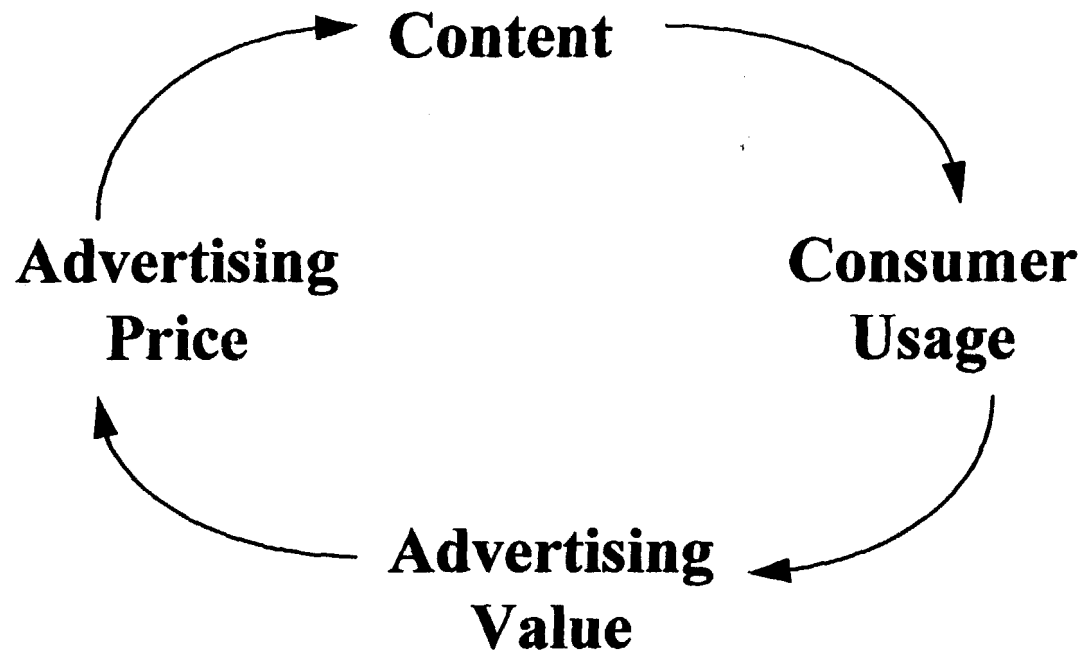 Content
Consumer
Usage
Advertising
Value
Advertising
Price